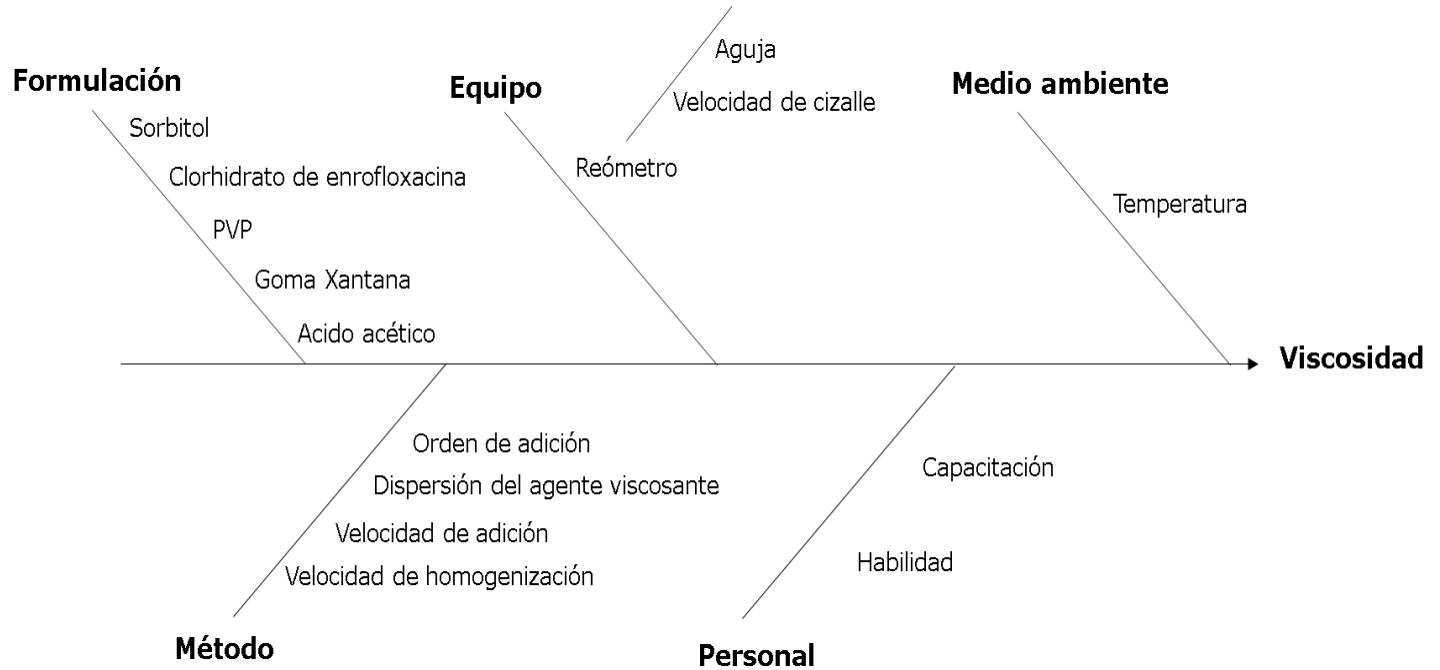 Formulación
Sorbitol
Clorhidrato de enrofloxacina
PVP
Goma Xantana
Acido acético
Equipo
Aguja
Velocidad de cizalle
Reómetro
Medio ambiente
Temperatura
Viscosidad
Orden de adición
Dispersión del agente viscosante
Velocidad de adición
Velocidad de homogenización
Método
Capacitación
Habilidad
Personal